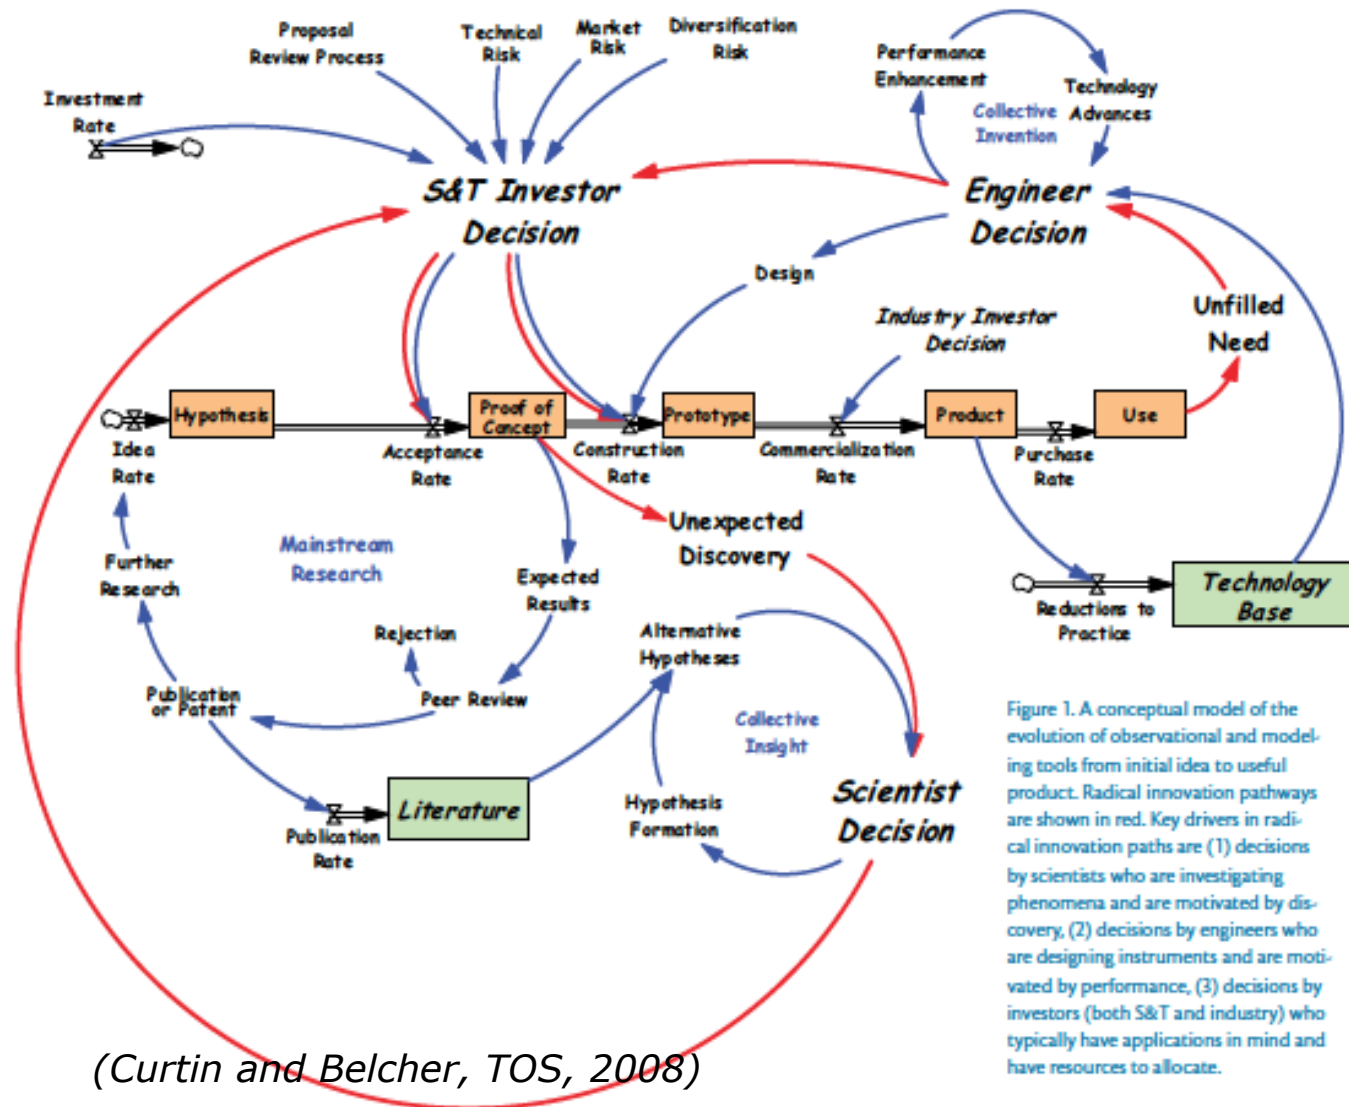 Proposal
Review Process
Technical
Risk
Market
Risk
Diversification
Risk
Performance
Enhancement
Technology
Advances
Collective
Invention
Investment
Rate
S&T Investor
Decision
Engineer
Decision
Design
Industry Investor
Decision
Unfilled
Need
Hypothesis
Proof of
Concept
Prototype
Product
Use
Idea
Rate
Acceptance
Rate
Construction
Rate
Commercialization
Rate
Purchase
Rate
Unexpected
Discovery
Mainstream
Research
Further
Research
Expected
Results
Reductions to
Practice
Technology
Base
Rejection
Alternative
Hypotheses
Publication
or Patent
Peer Review
Collective
Insight
Literature
Publication
Rate
Hypothesis
Formation
Scientist
Decision
Figure 1. A conceptual model of the
evolution of observational and model-
ing tools from initial idea to useful
product. Radical innovation pathways
are shown in red. Key drivers in radi-
cal innovation paths are (1) decisions
by scientists who are investigating
phenomena and are motivated by dis-
covery, (2) decisions by engineers who
are designing instruments and are moti-
vated by performance, (3) decisions by
investors (both S&T and industry) who
typically have applications in mind and
have resources to allocate.
(Curtin and Belcher, TOS, 2008)